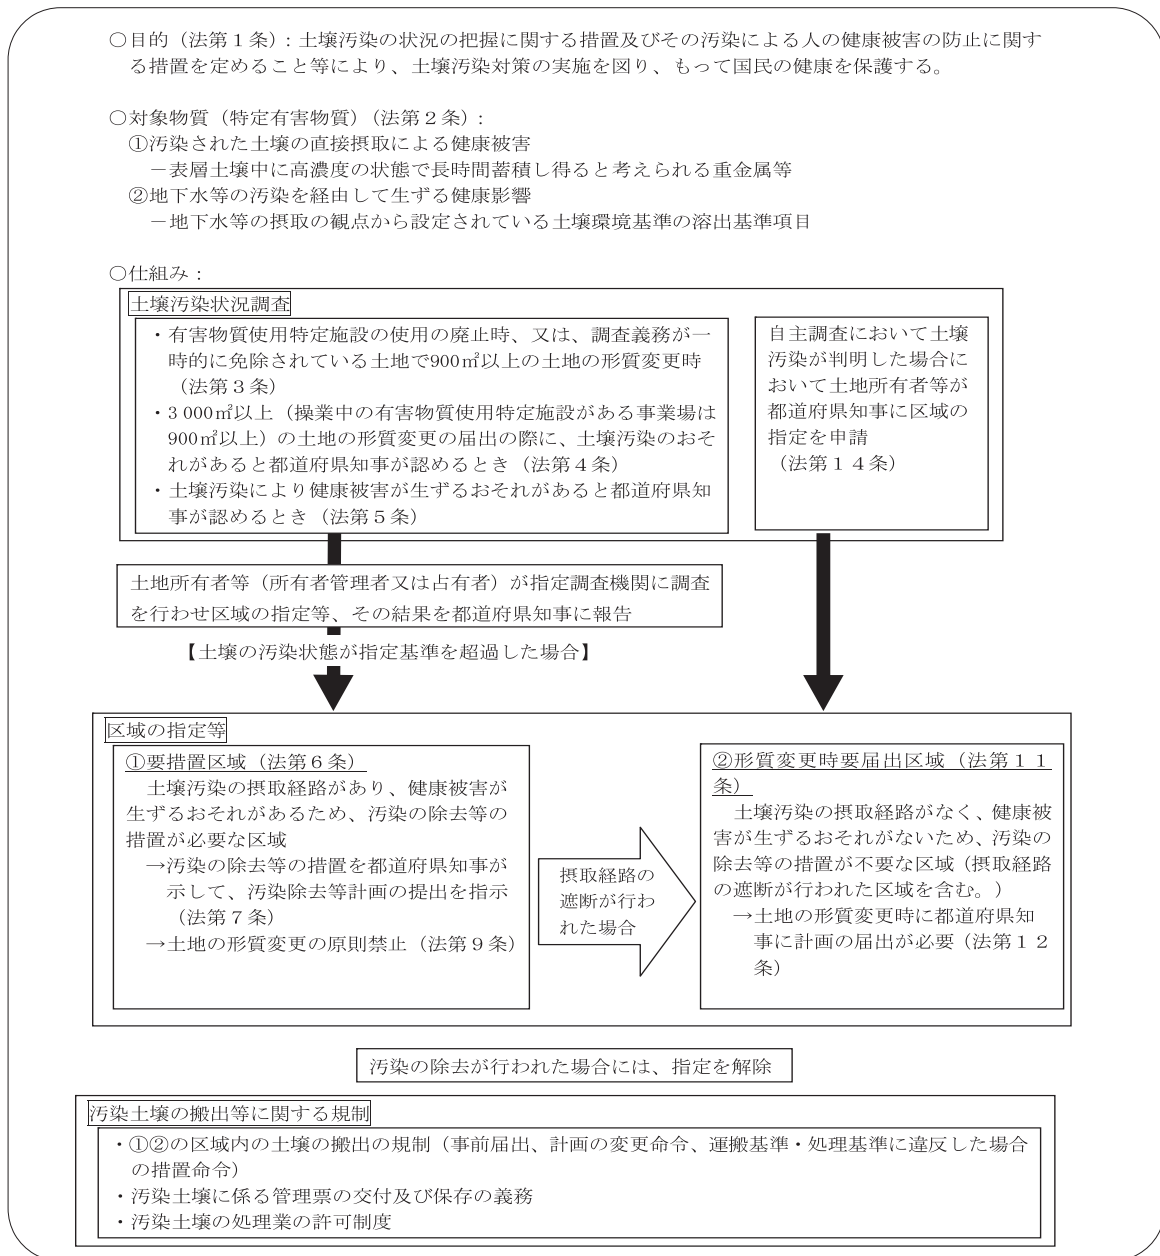 ○目的（法第１条）：土壌汚染の状況の把握に関する措置及びその汚染による人の健康被害の防止に関す
る措置を定めること等により、土壌汚染対策の実施を図り、もって国民の健康を保護する。
○対象物質（特定有害物質）（法第２条）：
①汚染された土壌の直接摂取による健康被害
－表層土壌中に高濃度の状態で長時間蓄積し得ると考えられる重金属等
②地下水等の汚染を経由して生ずる健康影響
－地下水等の摂取の観点から設定されている土壌環境基準の溶出基準項目
○仕組み：
土壌汚染状況調査
・有害物質使用特定施設の使用の廃止時、又は、調査義務が一
時的に免除されている土地で900㎡以上の土地の形質変更時
（法第３条）
・3 000㎡以上（操業中の有害物質使用特定施設がある事業場は
900㎡以上）の土地の形質変更の届出の際に、土壌汚染のおそ
れがあると都道府県知事が認めるとき（法第４条）
・土壌汚染により健康被害が生ずるおそれがあると都道府県知
事が認めるとき（法第５条）
自主調査において土壌
汚染が判明した場合に
おいて土地所有者等が
都道府県知事に区域の
指定を申請
（法第１４条）
土地所有者等（所有者管理者又は占有者）が指定調査機関に調査
を行わせ区域の指定等、その結果を都道府県知事に報告
【土壌の汚染状態が指定基準を超過した場合】
区域の指定等
①要措置区域（法第６条）
土壌汚染の摂取経路があり、健康被害が
生ずるおそれがあるため、汚染の除去等の
措置が必要な区域
→汚染の除去等の措置を都道府県知事が
示して、汚染除去等計画の提出を指示
（法第７条）
→土地の形質変更の原則禁止（法第９条）
摂取経路の
遮断が行わ
れた場合
②形質変更時要届出区域（法第１１
条）
土壌汚染の摂取経路がなく、健康被
害が生ずるおそれがないため、汚染の
除去等の措置が不要な区域（摂取経路
の遮断が行われた区域を含む。）
→土地の形質変更時に都道府県知
事に計画の届出が必要（法第１２
条）
汚染の除去が行われた場合には、指定を解除
汚染土壌の搬出等に関する規制
・①②の区域内の土壌の搬出の規制（事前届出、計画の変更命令、運搬基準・処理基準に違反した場合
の措置命令）
・汚染土壌に係る管理票の交付及び保存の義務
・汚染土壌の処理業の許可制度